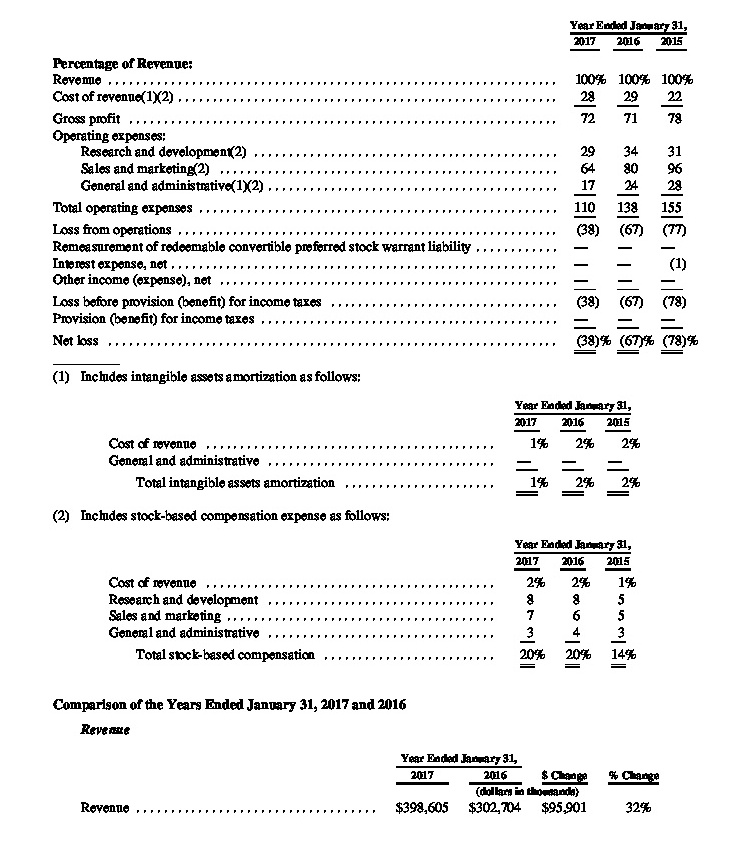 Year Ended January 31,
2017 2016 2015
Percentage of Revenue:
Revenue 100% 100% 100%
Cost of revenue(1)(2) 28 29 22
Gross profit 72 71 78
Operating expenses:
Research and development(2) 29 34 31
Sales and marketing(2) 64 80 96
General and administrative(1)(2) 17 24 28
Total operating expenses 110 138 155
Loss from operations (38) (67) (77)
Remeasurement of redeemable convertible preferred stock warrant liability — — —
Interest expense, net — — (1)
Other income (expense), net — — —
Loss before provision (benefit) for income taxes (38) (67) (78)
Provision (benefit) for income taxes — — —
Net loss (38)% (67)% (78)%
(1) Includes intangible assets amortization as follows:
Year Ended January 31,
2017 2016 2015
Cost of revenue 1% 2% 2%
General and administrative — — —
Total intangible assets amortization 1% 2% 2%
(2) Includes stock-based compensation expense as follows:
Year Ended January 31,
2017 2016 2015
Cost of revenue 2% 2% 1%
Research and development 8 8 5
Sales and marketing 7 6 5
General and administrative 3 4 3
Total stock-based compensation 20% 20% 14%
Comparison of the Years Ended January 31, 2017 and 2016
Revenue
Year Ended January 31,
2017 2016 $ Change % Change
(dollars in thousands)
Revenue $398,605 $302,704 $95,901 32%